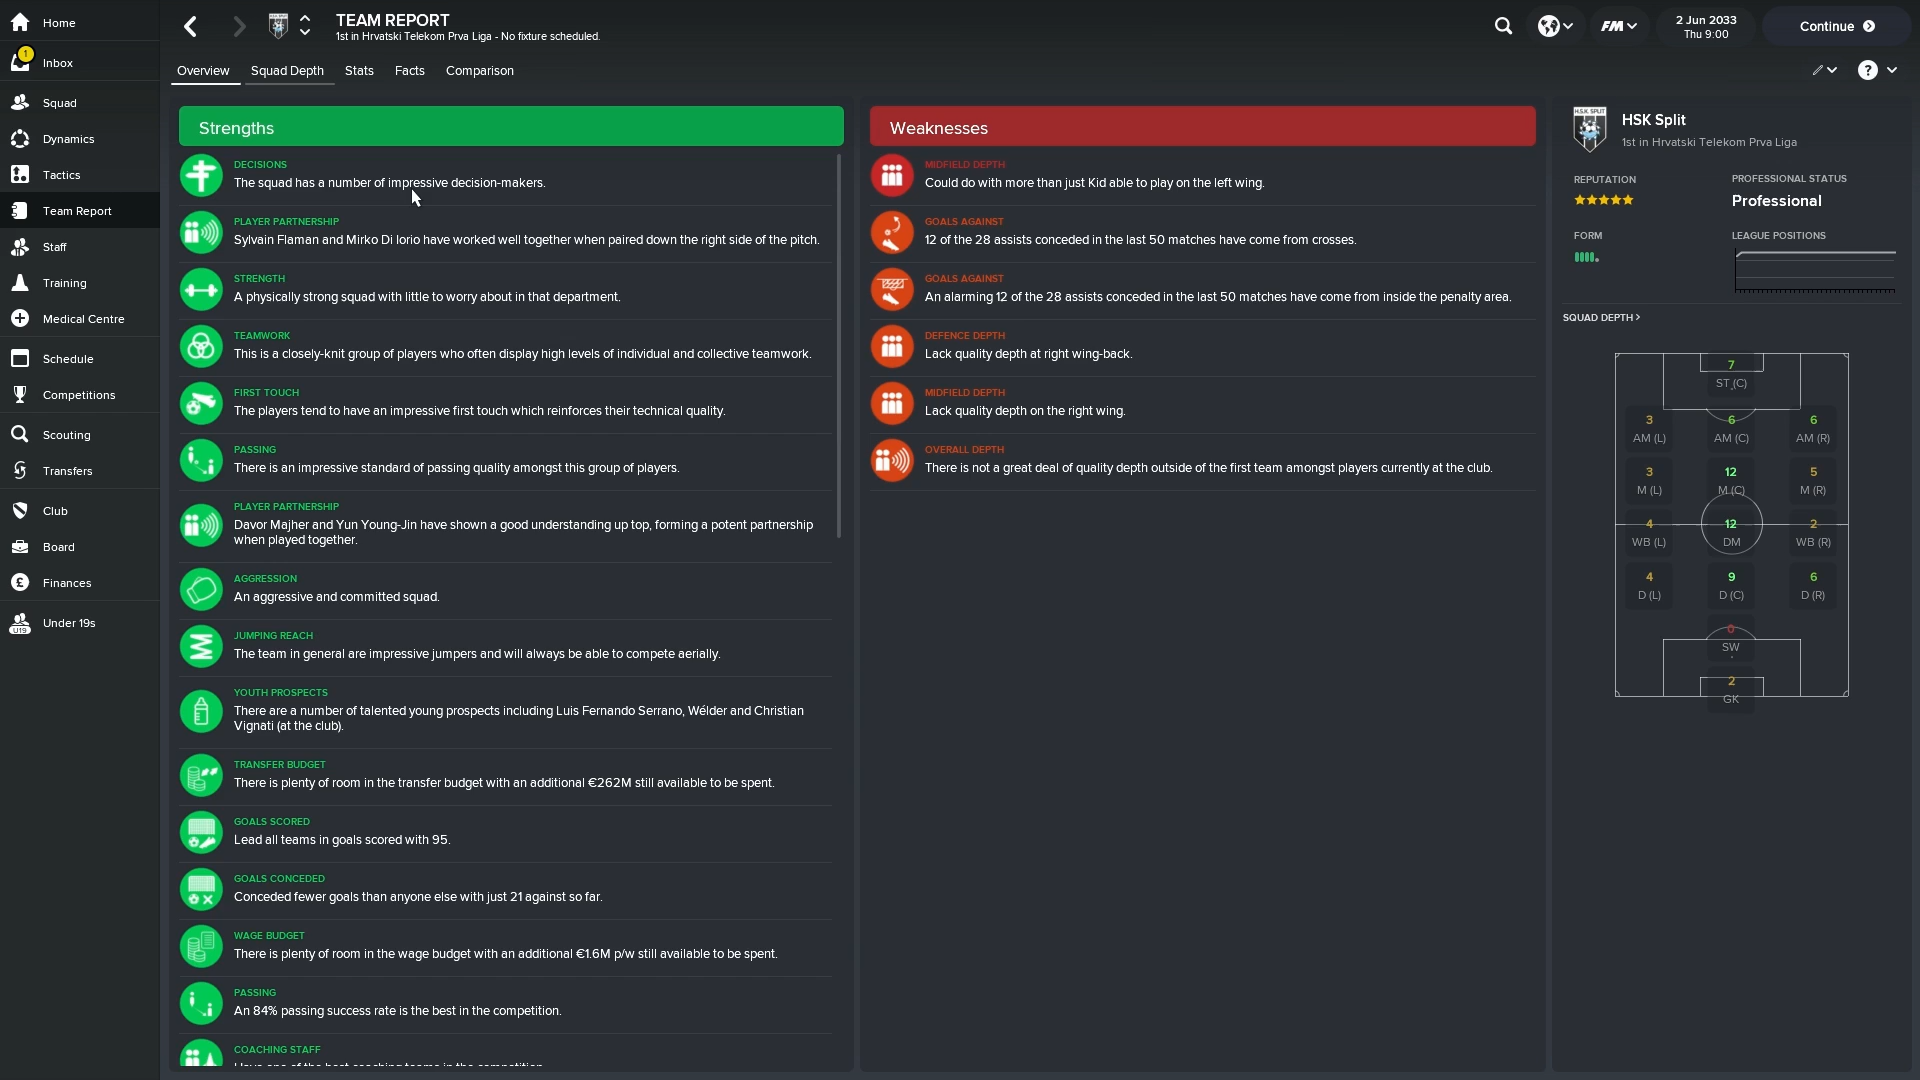 Home
Inbox
1
Squad
Dynamics
Tactics
Team Report
Staff
Training
Medical Centre
Schedule
Competitions
Scouting
Transfers
Club
Board
Finances
Under 19s
U19
TEAM REPORT
1st in Hrvatski Telekom Prva Liga - No fixture scheduled.
FM
2 Jun 2033
Thu 9:00
Continue
Overview
Squad Depth
Stats
Facts
Comparison
?
Strengths
DECISIONS
The squad has a number of impressive decision-makers.
PLAYER PARTNERSHIP
Sylvain Flaman and Mirko Di Iorio have worked well together when paired down the right side of the pitch.
STRENGTH
A physically strong squad with little to worry about in that department.
TEAMWORK
This is a closely-knit group of players who often display high levels of individual and collective teamwork.
FIRST TOUCH
The players tend to have an impressive first touch which reinforces their technical quality.
PASSING
There is an impressive standard of passing quality amongst this group of players.
PLAYER PARTNERSHIP
Davor Majher and Yun Young-Jin have shown a good understanding up top, forming a potent partnership
when played together.
AGGRESSION
An aggressive and committed squad.
JUMPING REACH
The team in general are impressive jumpers and will always be able to compete aerially.
YOUTH PROSPECTS
There are a number of talented young prospects including Luis Fernando Serrano, Wélder and Christian
Vignati (at the club).
TRANSFER BUDGET
There is plenty of room in the transfer budget with an additional €262M still available to be spent.
GOALS SCORED
Lead all teams in goals scored with 95.
GOALS CONCEDED
Conceded fewer goals than anyone else with just 21 against so far.
WAGE BUDGET
There is plenty of room in the wage budget with an additional €1.6M p/w still available to be spent.
PASSING
An 84% passing success rate is the best in the competition.
COACHING STAFF
Have one of the best coaching teams in the competition.
Weaknesses
MIDFIELD DEPTH
Could do with more than just Kid able to play on the left wing.
GOALS AGAINST
12 of the 28 assists conceded in the last 50 matches have come from crosses.
GOALS AGAINST
An alarming 12 of the 28 assists conceded in the last 50 matches have come from inside the penalty area.
DEFENCE DEPTH
Lack quality depth at right wing-back.
MIDFIELD DEPTH
Lack quality depth on the right wing.
OVERALL DEPTH
There is not a great deal of quality depth outside of the first team amongst players currently at the club.
H.S.K. SPLIT
HSK Split
1st in Hrvatski Telekom Prva Liga
REPUTATION
PROFESSIONAL STATUS
Professional
FORM
LEAGUE POSITIONS
SQUAD DEPTH >
7
ST (C)
3 6 6
AM (L) AM (C) AM (R)
3 12 5
M (L) M (C) M (R)
4 12 2
WB (L) DM WB (R)
4 9 6
D (L) D (C) D (R)
0
SW
2
GK